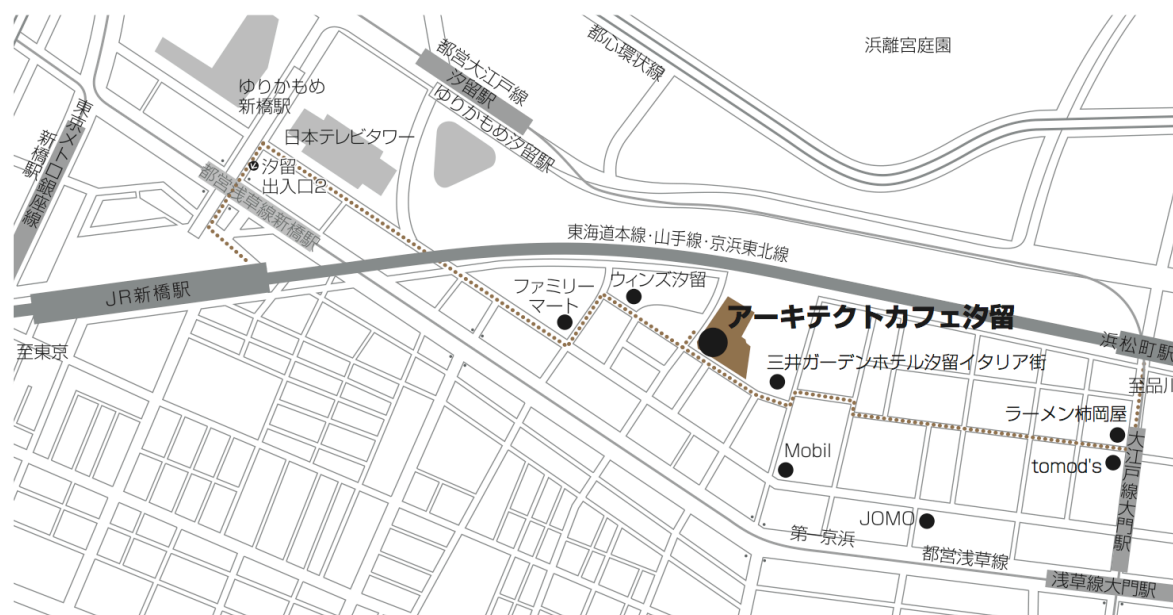 浜離宮庭園
都心環状線
都営大江戸線
汐留駅
ゆりかもめ汐留駅
ゆりかもめ
新橋駅
日本テレビタワー
汐留
出入口2
東京メトロ銀座線
新橋駅
都営浅草線新橋駅
東海道本線・山手線・京浜東北線
JR新橋駅
至東京
ファミリー
マート
ウィンズ汐留
アーキテクトカフェ汐留
浜松町駅
三井ガーデンホテル汐留イタリア街
至品川
ラーメン柿岡屋
Mobil
tomod's
大江戸線大門駅
JOMO
第一京浜
都営浅草線
浅草線大門駅